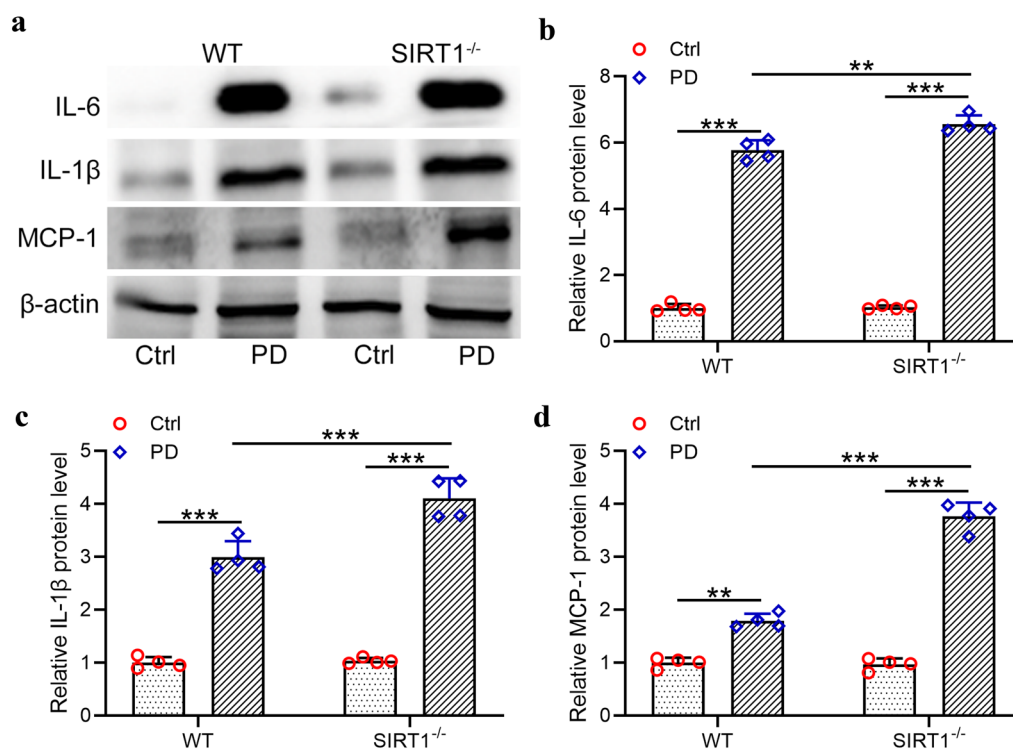 a
WT SIRT1-/-
IL-6
IL-1β
MCP-1
β-actin
Ctrl PD Ctrl PD
b
Ctrl
PD
Relative IL-6 protein level
8
6
4
2
0
***
**
***
WT SIRT1-/-
c
Ctrl
PD
Relative IL-1β protein level
5
4
3
2
1
0
***
***
***
WT SIRT1-/-
d
Ctrl
PD
Relative MCP-1 protein level
5
4
3
2
1
0
**
***
***
WT SIRT1-/-